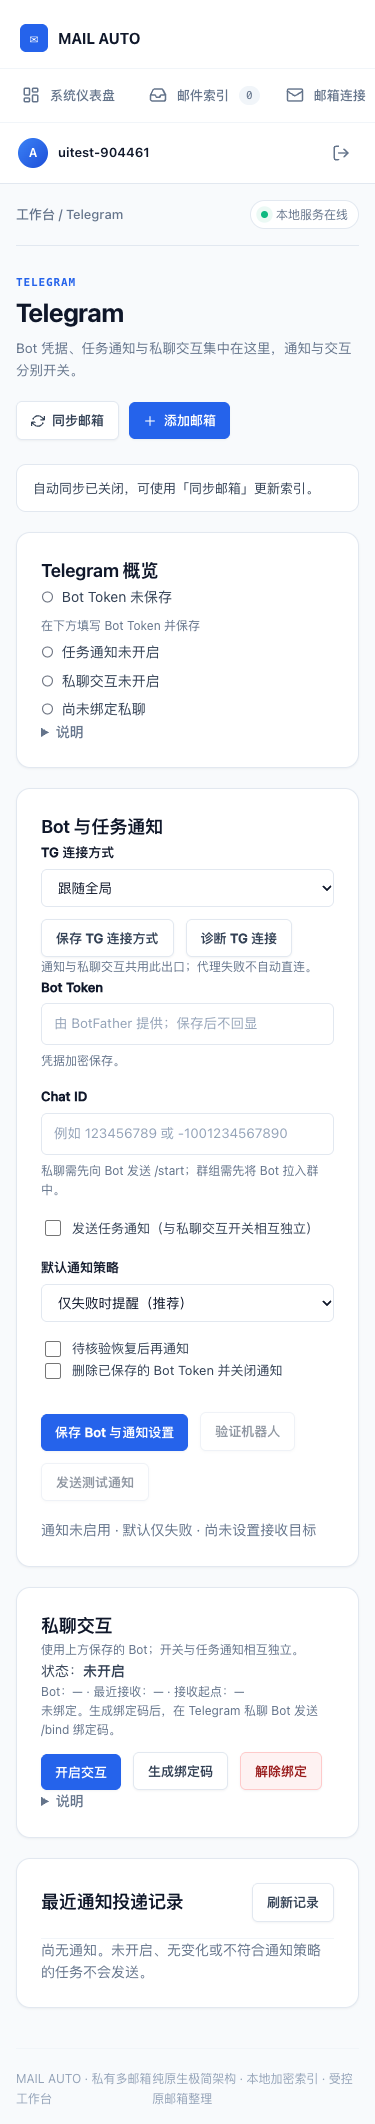 MAIL AUTO
系统仪表盘
邮件索引 0
邮箱连接
A uitest-904461
工作台 / Telegram
本地服务在线
TELEGRAM
Telegram
Bot 凭据、任务通知与私聊交互集中在这里，通知与交互
分别开关。
同步邮箱
添加邮箱
自动同步已关闭，可使用「同步邮箱」更新索引。
Telegram 概览
Bot Token 未保存
在下方填写 Bot Token 并保存
任务通知未开启
私聊交互未开启
尚未绑定私聊
说明
Bot 与任务通知
TG 连接方式
跟随全局
保存 TG 连接方式
诊断 TG 连接
通知与私聊交互共用此出口；代理失败不自动直连。
Bot Token
由 BotFather 提供；保存后不回显
凭据加密保存。
Chat ID
例如 123456789 或 -1001234567890
私聊需先向 Bot 发送 /start；群组需先将 Bot 拉入群
中。
发送任务通知（与私聊交互开关相互独立）
默认通知策略
仅失败时提醒（推荐）
待核验恢复后再通知
删除已保存的 Bot Token 并关闭通知
保存 Bot 与通知设置
验证机器人
发送测试通知
通知未启用 · 默认仅失败 · 尚未设置接收目标
私聊交互
使用上方保存的 Bot；开关与任务通知相互独立。
状态：未开启
Bot：— · 最近接收：— · 接收起点：—
未绑定。生成绑定码后，在 Telegram 私聊 Bot 发送
/bind 绑定码。
开启交互
生成绑定码
解除绑定
说明
最近通知投递记录
刷新记录
尚无通知。未开启、无变化或不符合通知策略
的任务不会发送。
MAIL AUTO · 私有多邮箱
工作台
纯原生极简架构 · 本地加密索引 · 受控
原邮箱整理